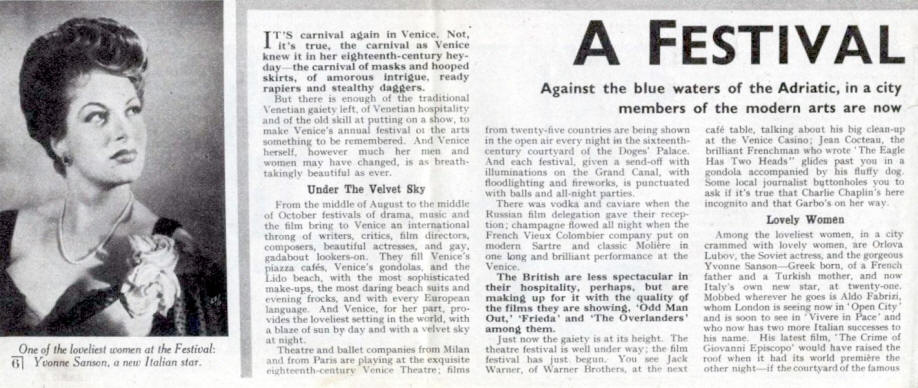 One of the loveliest women at the Festival:
6] Yvonne Sanson, a new Italian star.
IT'S carnival again in Venice. Not,
it's true, the carnival as Venice
knew it in her eighteenth-century hey-
day—the carnival of masks and hooped
skirts, of amorous intrigue, ready
rapiers and stealthy daggers.
But there is enough of the traditional
Venetian gaiety left, of Venetian hospitality
and of the old skill at putting on a show, to
make Venice's annual festival of the arts
something to be remembered. And Venice
herself, however much her men and
women may have changed, is as breath-
takingly beautiful as ever.
Under The Velvet Sky
From the middle of August to the middle
of October festivals of drama, music and
the film bring to Venice an international
throng of writers, critics, film directors,
composers, beautiful actresses, and gay,
gadabout lookers-on. They fill Venice's
piazza cafés, Venice's gondolas, and the
Lido beach, with the most sophisticated
make-ups, the most daring beach suits and
evening frocks, and with every European
language. And Venice, for her part, pro-
vides the loveliest setting in the world, with
a blaze of sun by day and with a velvet sky
at night.
Theatre and ballet companies from Milan
and from Paris are playing at the exquisite
eighteenth-century Venice Theatre; films
A FESTIVAL
Against the blue waters of the Adriatic, in a city
members of the modern arts are now
from twenty-five countries are being shown
in the open air every night in the sixteenth-
century courtyard of the Doges' Palace.
And each festival, given a send-off with
illuminations on the Grand Canal, with
floodlighting and fireworks, is punctuated
with balls and all-night parties.
There was vodka and caviare when the
Russian film delegation gave their recep-
tion; champagne flowed all night when the
French Vieux Colombier company put on
modern Sartre and classic Molière in
one long and brilliant performance at the
Venice.
The British are less spectacular in
their hospitality, perhaps, but are
making up for it with the quality of
the films they are showing, 'Odd Man
Out,' 'Frieda' and 'The Overlanders'
among them.
Just now the gaiety is at its height. The
theatre festival is well under way; the film
festival has just begun. You see Jack
Warner, of Warner Brothers, at the next
café table, talking about his big clean-up
at the Venice Casino; Jean Cocteau, the
brilliant Frenchman who wrote 'The Eagle
Has Two Heads" glides past you in a
gondola accompanied by his fluffy dog.
Some local journalist buttonholes you to
ask if it's true that Charlie Chaplin's here
incognito and that Garbo's on her way.
Lovely Women
Among the loveliest women, in a city
crammed with lovely women, are Orlova
Lubov, the Soviet actress, and the gorgeous
Yvonne Sanson—Greek born, of a French
father and a Turkish mother, and now
Italy's own new star, at twenty-one.
Mobbed wherever he goes is Aldo Fabrizi,
whom London is seeing now in 'Open City'
and is soon to see in 'Vivere in Pace' and
who now has two more Italian successes to
his name. His latest film, 'The Crime of
Giovanni Episcopo' would have raised the
roof when it had its world première the
other night—if the courtyard of the famous